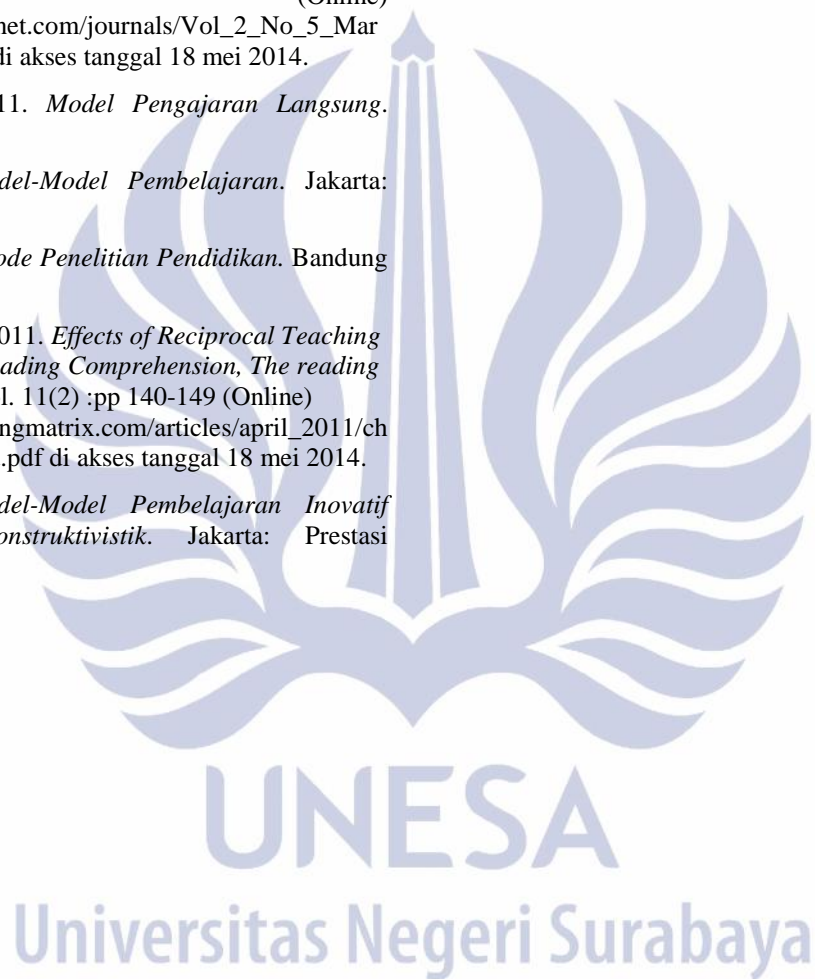 (Online)
net.com/journals/Vol_2_No_5_Mar
di akses tanggal 18 mei 2014.
11. Model Pengajaran Langsung.
del-Model Pembelajaran. Jakarta:
ode Penelitian Pendidikan. Bandung
011. Effects of Reciprocal Teaching
ading Comprehension, The reading
l. 11(2) :pp 140-149 (Online)
ngmatrix.com/articles/april_2011/ch
.pdf di akses tanggal 18 mei 2014.
del-Model Pembelajaran Inovatif
onstruktivistik. Jakarta: Prestasi
UNESA
Universitas Negeri Surabaya